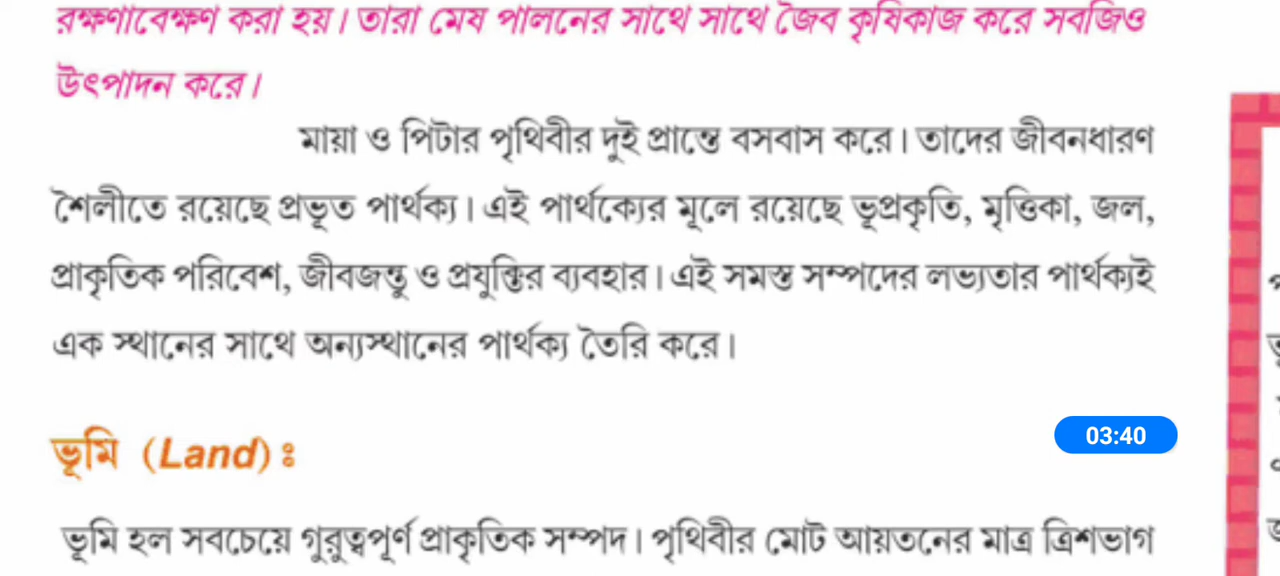 রক্ষণাবেক্ষণ করা হয়। তারা মেষ পালনের সাথে সাথে জৈব কৃষিকাজ করে সবজিও
উৎপাদন করে।
মায়া ও পিটার পৃথিবীর দুই প্রান্তে বসবাস করে। তাদের জীবনধারণ
শৈলীতে রয়েছে প্রভূত পার্থক্য। এই পার্থক্যের মূলে রয়েছে ভূপ্রকৃতি, মৃত্তিকা, জল,
প্রাকৃতিক পরিবেশ, জীবজন্তু ও প্রযুক্তির ব্যবহার। এই সমস্ত সম্পদের লভ্যতার পার্থক্যই
এক স্থানের সাথে অন্যস্থানের পার্থক্য তৈরি করে।
ভূমি (Land) ঃ
03:40
ভূমি হল সবচেয়ে গুরুত্বপূর্ণ প্রাকৃতিক সম্পদ। পৃথিবীর মোট আয়তনের মাত্র ত্রিশভাগ